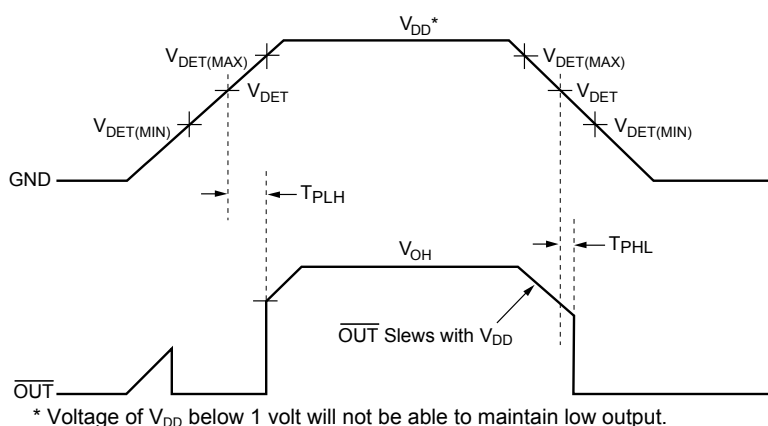 V_DD*
V_DET(MAX)
V_DET(MAX)
V_DET
V_DET
V_DET(MIN)
V_DET(MIN)
GND
T_PLH
V_OH
T_PHL
OUT Slews with V_DD
OUT
* Voltage of V_DD below 1 volt will not be able to maintain low output.